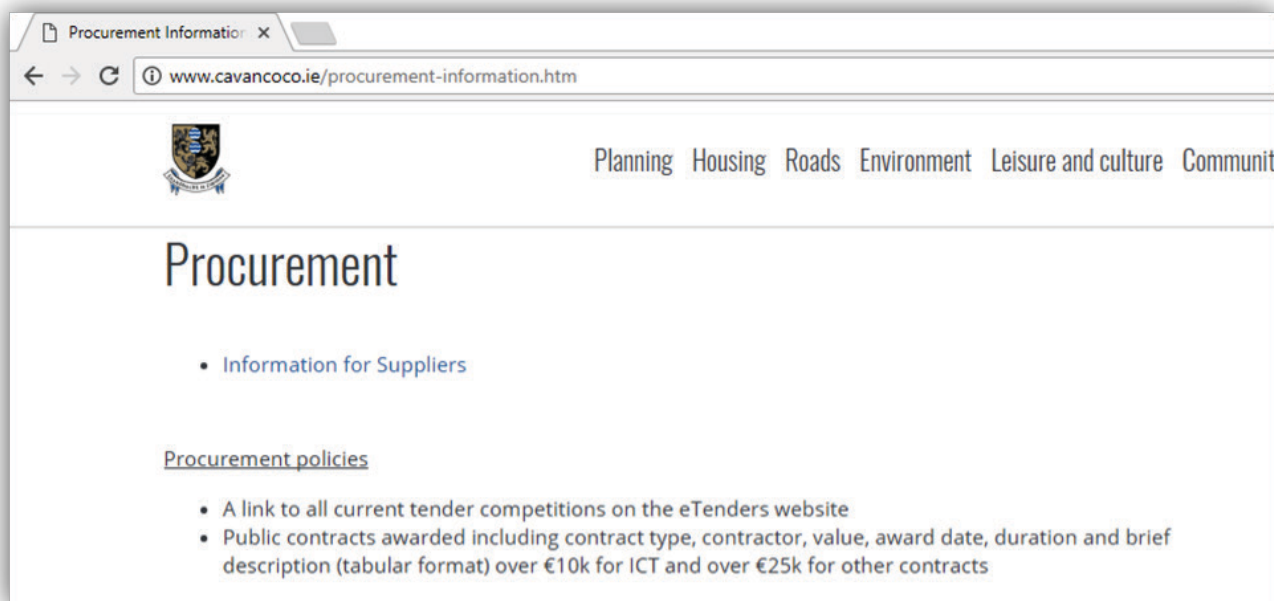 Procurement Information
www.cavancoco.ie/procurement-information.htm
Planning Housing Roads Environment Leisure and culture Communit
Procurement
• Information for Suppliers
Procurement policies
• A link to all current tender competitions on the eTenders website
• Public contracts awarded including contract type, contractor, value, award date, duration and brief
description (tabular format) over €10k for ICT and over €25k for other contracts